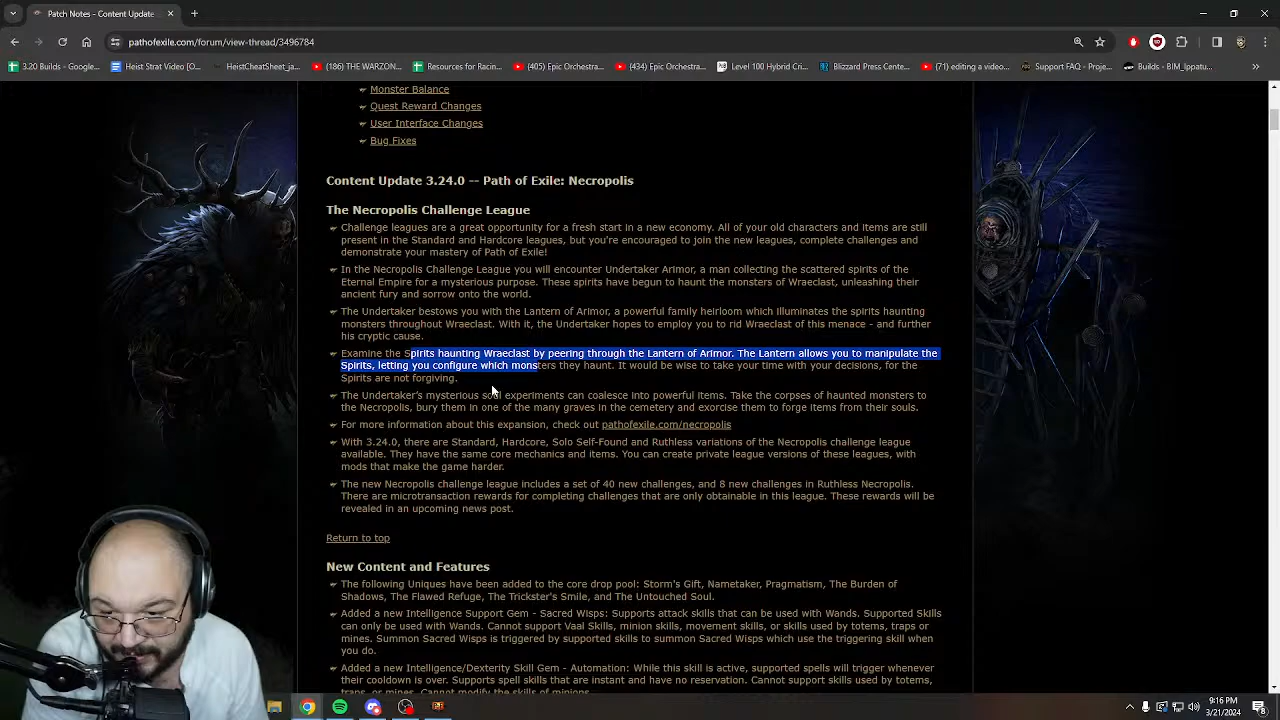 Patch Notes -
pathofexile.com/forum/view-thread/3496784
3.20 Builds - Google...
Heist Strat Video (O...
HeistCheatSheet_ja...
(186) THE WARZON...
Resources for Racin...
(405) Epic Orchestra...
(434) Epic Orchestra...
Level 100 Hybrid Cri...
Blizzard Press Cente...
(71) editing a video...
Support FAQ - Proje...
Builds - BIM_Ippatu...
Monster Balance
Quest Reward Changes
User Interface Changes
Bug Fixes
Content Update 3.24.0 -- Path of Exile: Necropolis
The Necropolis Challenge League
Challenge leagues are a great opportunity for a fresh start in a new economy. All of your old characters and items are still
present in the Standard and Hardcore leagues, but you're encouraged to join the new leagues, complete challenges and
demonstrate your mastery of Path of Exile!
In the Necropolis Challenge League you will encounter Undertaker Arimor, a man collecting the scattered spirits of the
Eternal Empire for a mysterious purpose. These spirits have begun to haunt the monsters of Wraeclast, unleashing their
ancient fury and sorrow onto the world.
The Undertaker bestows you with the Lantern of Arimor, a powerful family heirloom which illuminates the spirits haunting
monsters throughout Wraeclast. With it, the Undertaker hopes to employ you to rid Wraeclast of this menace - and further
his cryptic cause.
Examine the Spirits haunting Wraeclast by peering through the Lantern of Arimor. The Lantern allows you to manipulate the
Spirits, letting you configure which monsters they haunt. It would be wise to take your time with your decisions, for the
Spirits are not forgiving.
The Undertaker's mysterious soul experiments can coalesce into powerful items. Take the corpses of haunted monsters to
the Necropolis, bury them in one of the many graves in the cemetery and exorcise them to forge items from their souls.
For more information about this expansion, check out pathofexile.com/necropolis
With 3.24.0, there are Standard, Hardcore, Solo Self-Found and Ruthless variations of the Necropolis challenge league
available. They have the same core mechanics and items. You can create private league versions of these leagues, with
mods that make the game harder.
The new Necropolis challenge league includes a set of 40 new challenges, and 8 new challenges in Ruthless Necropolis.
There are microtransaction rewards for completing challenges that are only obtainable in this league. These rewards will be
revealed in an upcoming news post.
Return to top
New Content and Features
The following Uniques have been added to the core drop pool: Storm's Gift, Nametaker, Pragmatism, The Burden of
Shadows, The Flawed Refuge, The Trickster's Smile, and The Untouched Soul.
Added a new Intelligence Support Gem - Sacred Wisps: Supports attack skills that can be used with Wands. Supported Skills
can only be used with Wands. Cannot support Vaal Skills, minion skills, movement skills, or skills used by totems, traps or
mines. Summon Sacred Wisps is triggered by supported skills to summon Sacred Wisps which use the triggering skill when
you do.
Added a new Intelligence/Dexterity Skill Gem - Automation: While this skill is active, supported spells will trigger whenever
their cooldown is over. Supports spell skills that are instant and have no reservation. Cannot support skills used by totems,
traps, or mines. Cannot modify the skills of minions.
9:16 PM
3/21/2024